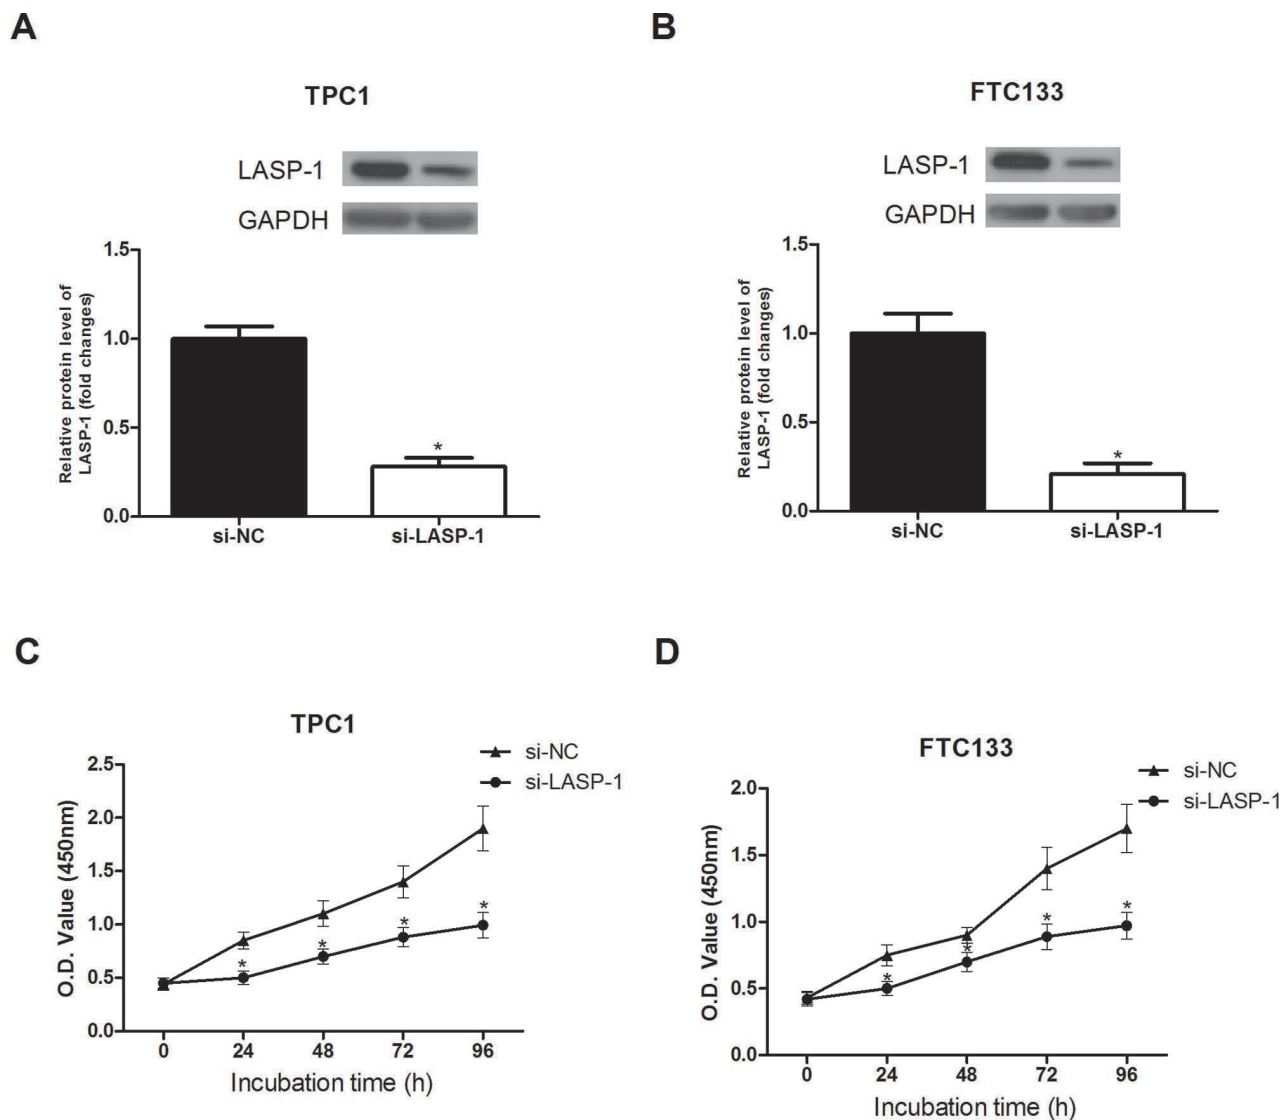 A
B
TPC1
FTC133
LASP-1
GAPDH
LASP-1
GAPDH
Relative protein level of
LASP-1 (fold changes)
1.5
1.0
0.5
0.0
*
si-NC
si-LASP-1
Relative protein level of
LASP-1 (fold changes)
1.5
1.0
0.5
0.0
*
si-NC
si-LASP-1
C
D
TPC1
si-NC
si-LASP-1
O.D. Value (450nm)
2.5
2.0
1.5
1.0
0.5
0.0
* * * *
0 24 48 72 96
Incubation time (h)
FTC133
si-NC
si-LASP-1
O.D. Value (450nm)
2.0
1.5
1.0
0.5
0.0
* * * *
0 24 48 72 96
Incubation time (h)